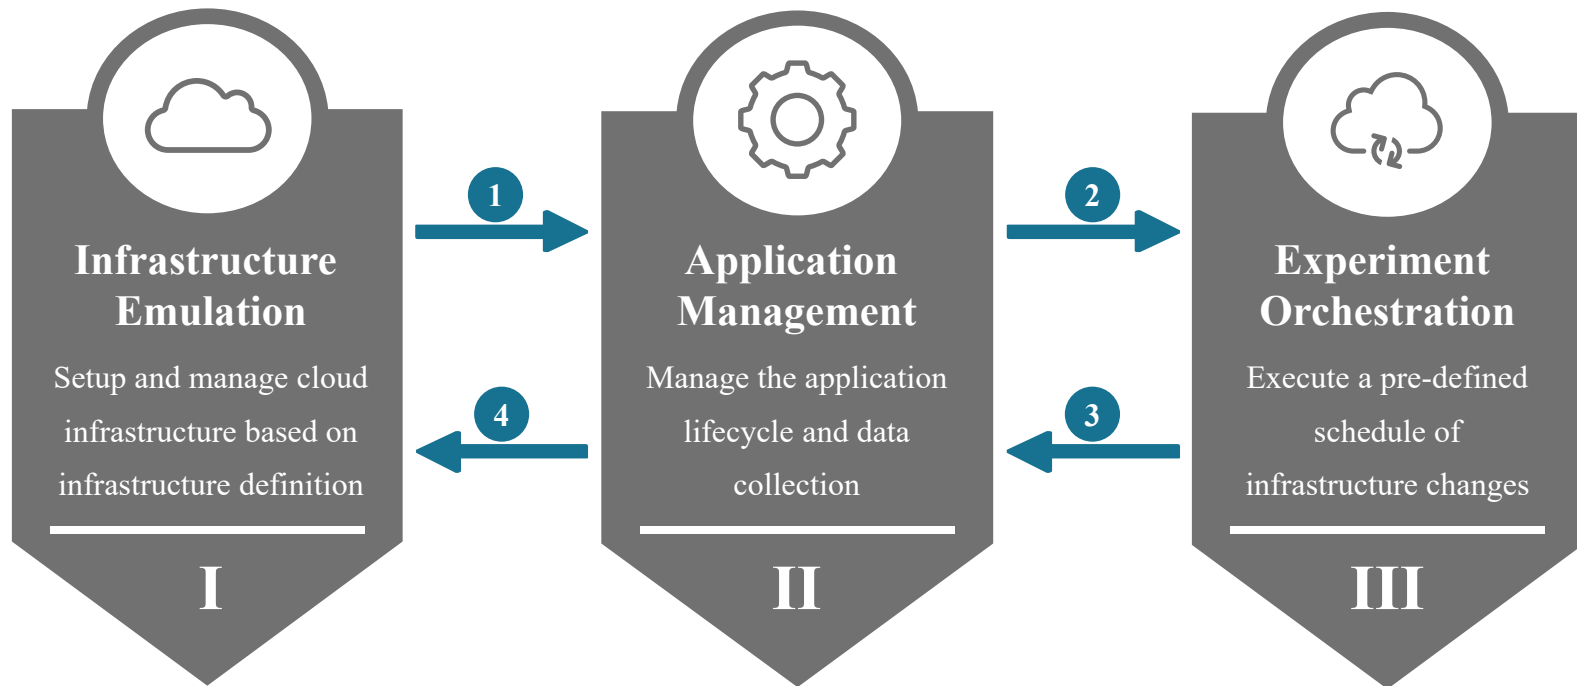 Infrastructure
Emulation
Setup and manage cloud
infrastructure based on
infrastructure definition
I
1
4
Application
Management
Manage the application
lifecycle and data
collection
II
2
3
Experiment
Orchestration
Execute a pre-defined
schedule of
infrastructure changes
III